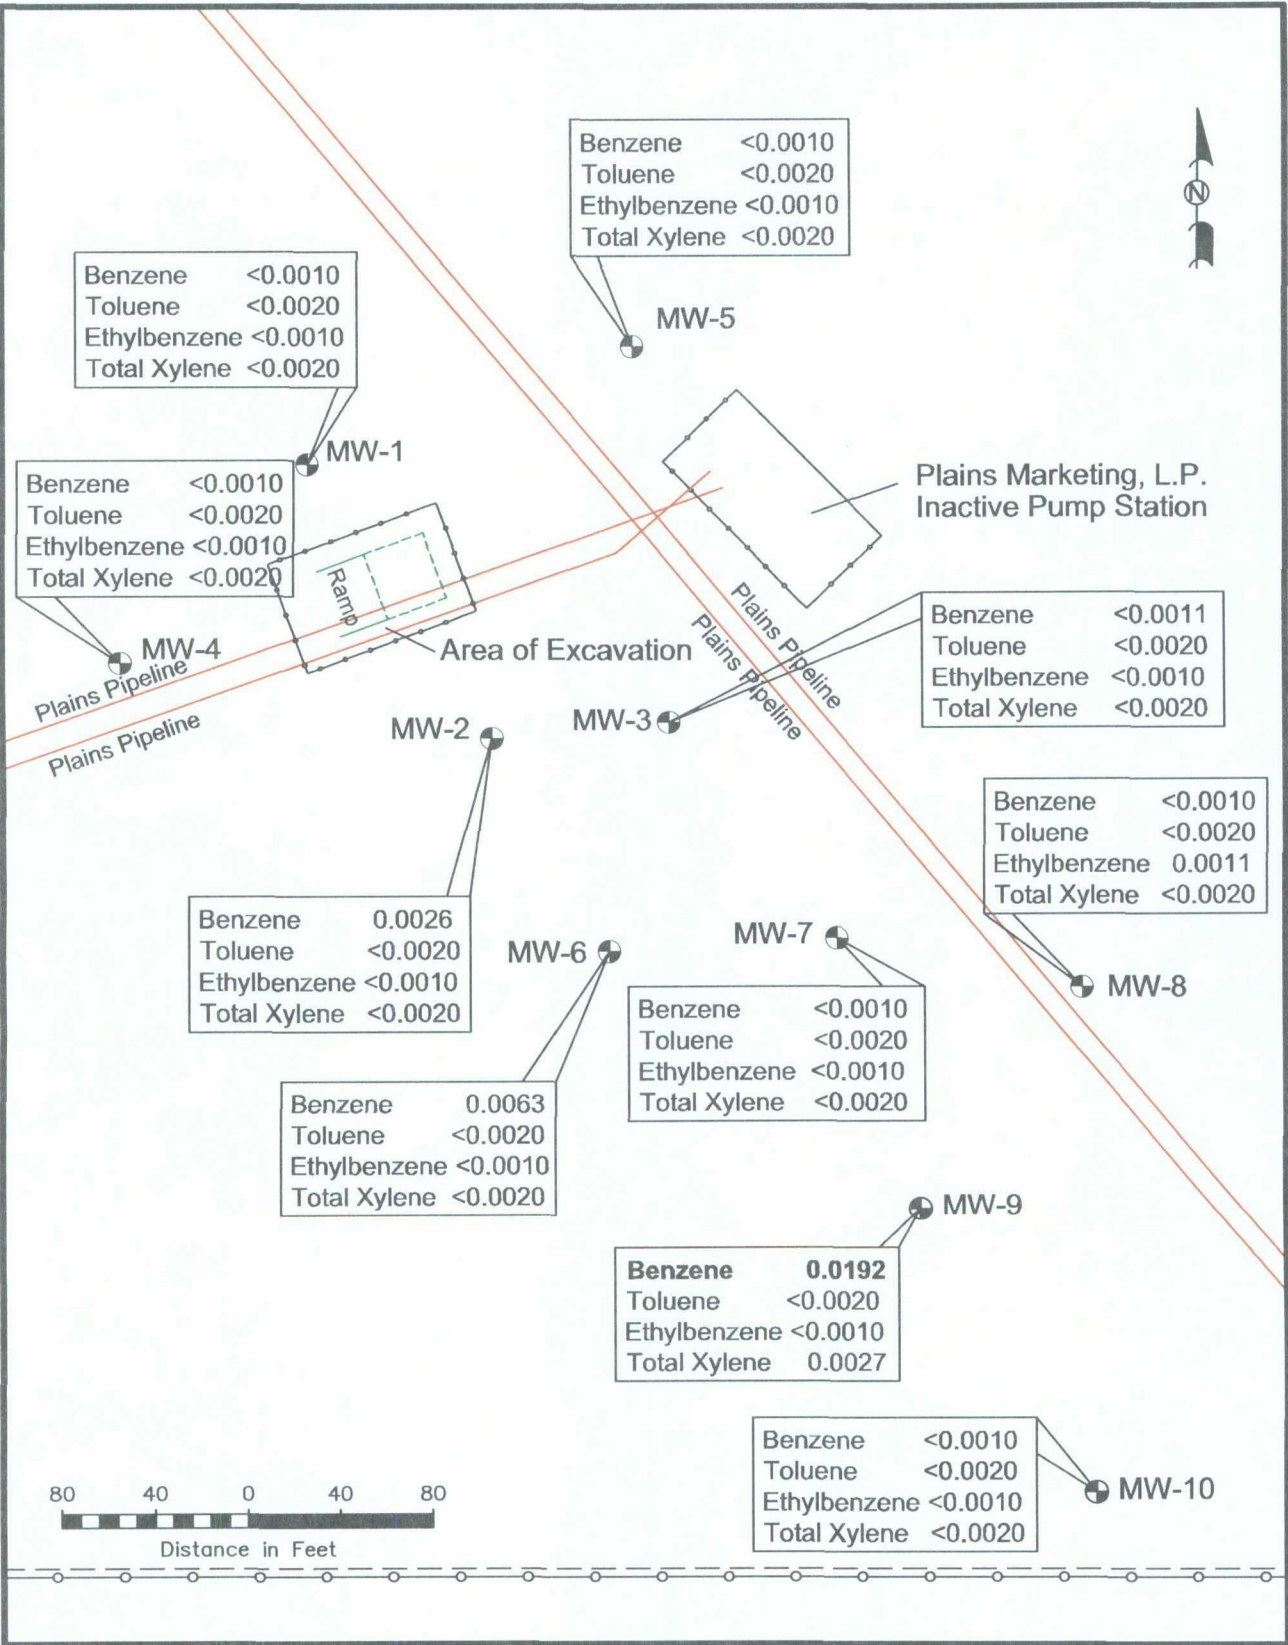 Benzene <0.0010
Toluene <0.0020
Ethylbenzene <0.0010
Total Xylene <0.0020
N
MW-5
Benzene <0.0010
Toluene <0.0020
Ethylbenzene <0.0010
Total Xylene <0.0020
MW-1
Benzene <0.0010
Toluene <0.0020
Ethylbenzene <0.0010
Total Xylene <0.0020
MW-4
Ramp
Area of Excavation
Plains Marketing, L.P.
Inactive Pump Station
Plains Pipeline
Plains Pipeline
Plains Pipeline
Plains Pipeline
Benzene <0.0011
Toluene <0.0020
Ethylbenzene <0.0010
Total Xylene <0.0020
MW-2
MW-3
Benzene <0.0010
Toluene <0.0020
Ethylbenzene 0.0011
Total Xylene <0.0020
MW-8
Benzene 0.0026
Toluene <0.0020
Ethylbenzene <0.0010
Total Xylene <0.0020
MW-6
MW-7
Benzene <0.0010
Toluene <0.0020
Ethylbenzene <0.0010
Total Xylene <0.0020
Benzene 0.0063
Toluene <0.0020
Ethylbenzene <0.0010
Total Xylene <0.0020
MW-9
Benzene 0.0192
Toluene <0.0020
Ethylbenzene <0.0010
Total Xylene 0.0027
Benzene <0.0010
Toluene <0.0020
Ethylbenzene <0.0010
Total Xylene <0.0020
MW-10
80 40 0 40 80
Distance in Feet